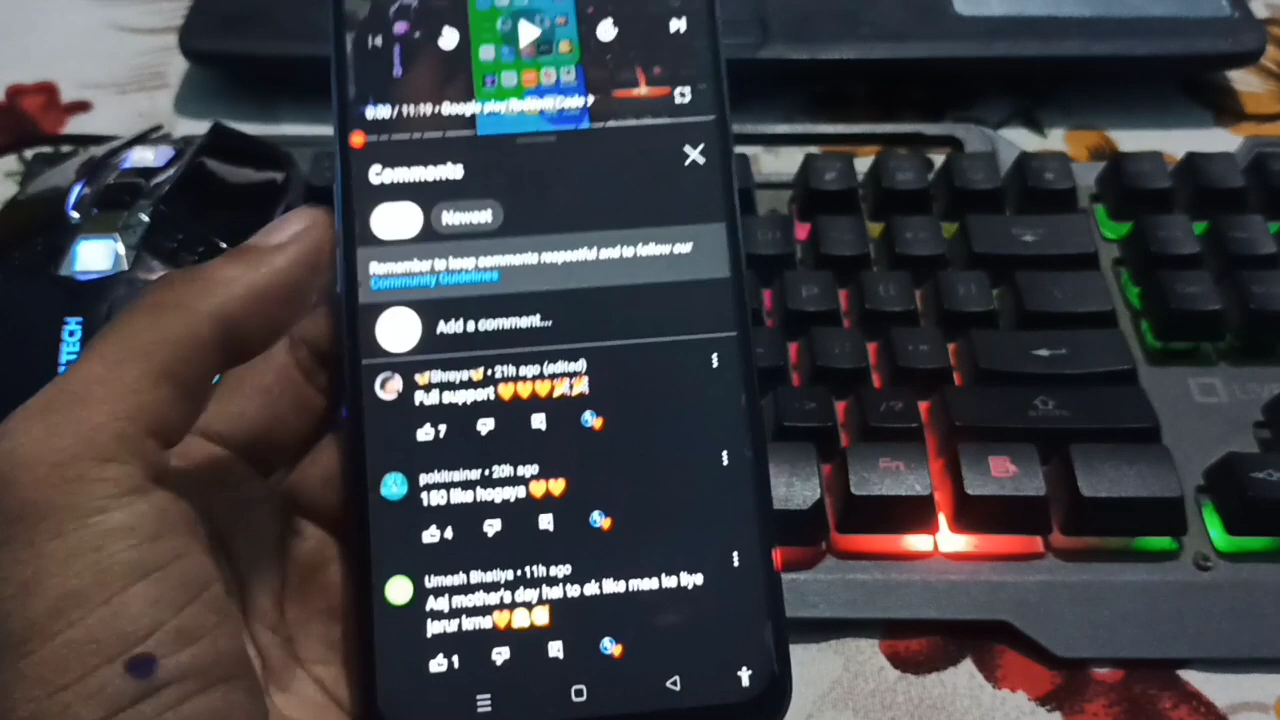 0:00 / 11:19 • Google play Redeem Code ?
Comments
Newest
Remember to keep comments respectful and to follow our
Community Guidelines
Add a comment...
🦋Shreya🦋 • 21h ago (edited)
Full support 🧡🧡🧡🎉🎉
7
pokitrainer • 20h ago
150 like hogaya 🧡🧡
4
Umesh Bhatiya • 11h ago
Aaj mother's day hai to ek like maa ke liye
jarur krna🧡
1
TECH
P
Fn